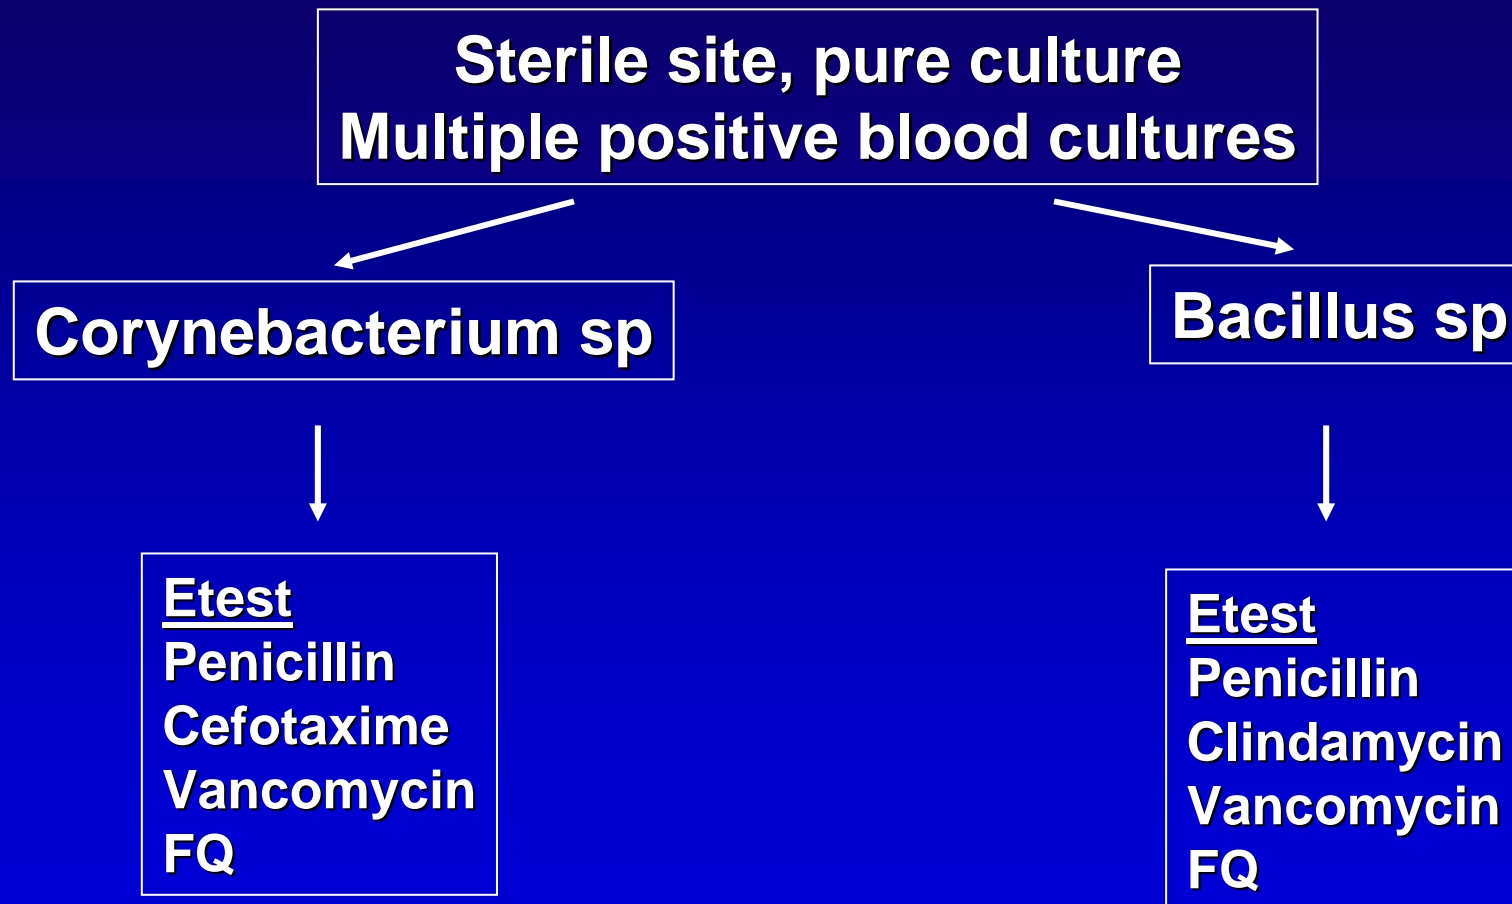 Sterile site, pure culture
Multiple positive blood cultures
Corynebacterium sp
Bacillus sp
Etest
Penicillin
Cefotaxime
Vancomycin
FQ
Etest
Penicillin
Clindamycin
Vancomycin
FQ